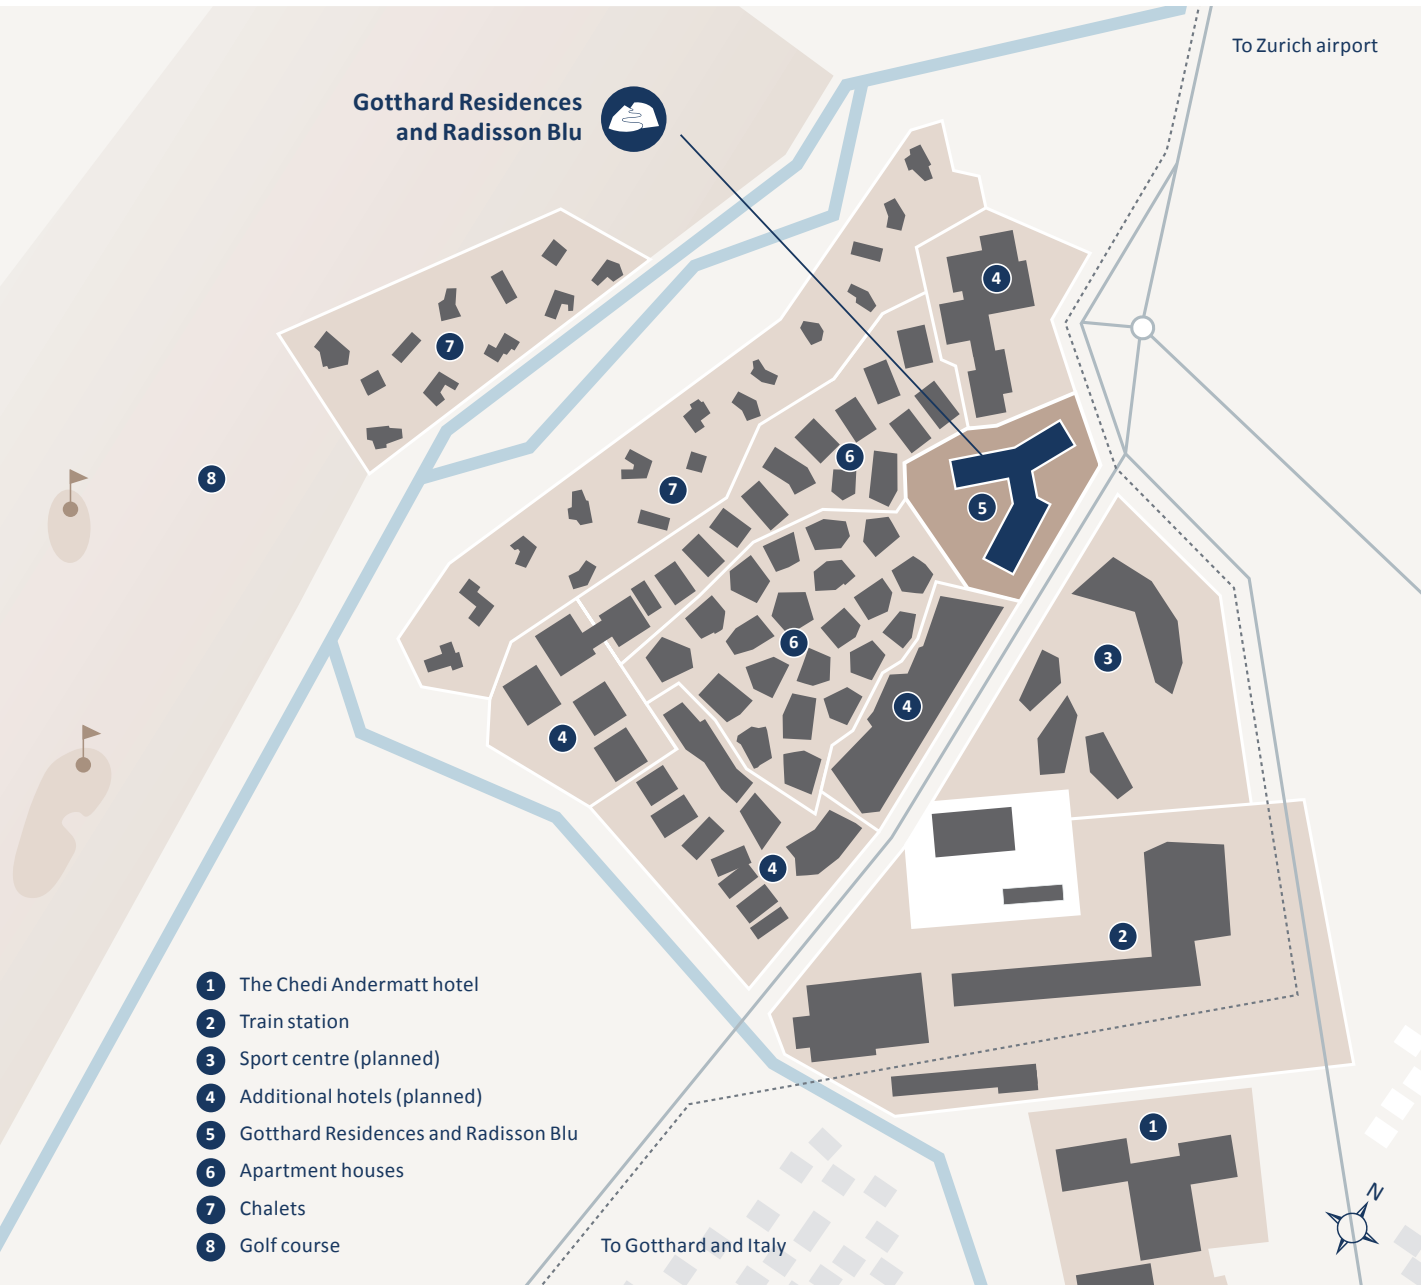 To Zurich airport
Gotthard Residences
and Radisson Blu
4
7
6
8
7
5
6
3
4
4
4
2
1 The Chedi Andermatt hotel
2 Train station
3 Sport centre (planned)
4 Additional hotels (planned)
5 Gotthard Residences and Radisson Blu
6 Apartment houses
7 Chalets
8 Golf course
1
N
To Gotthard and Italy